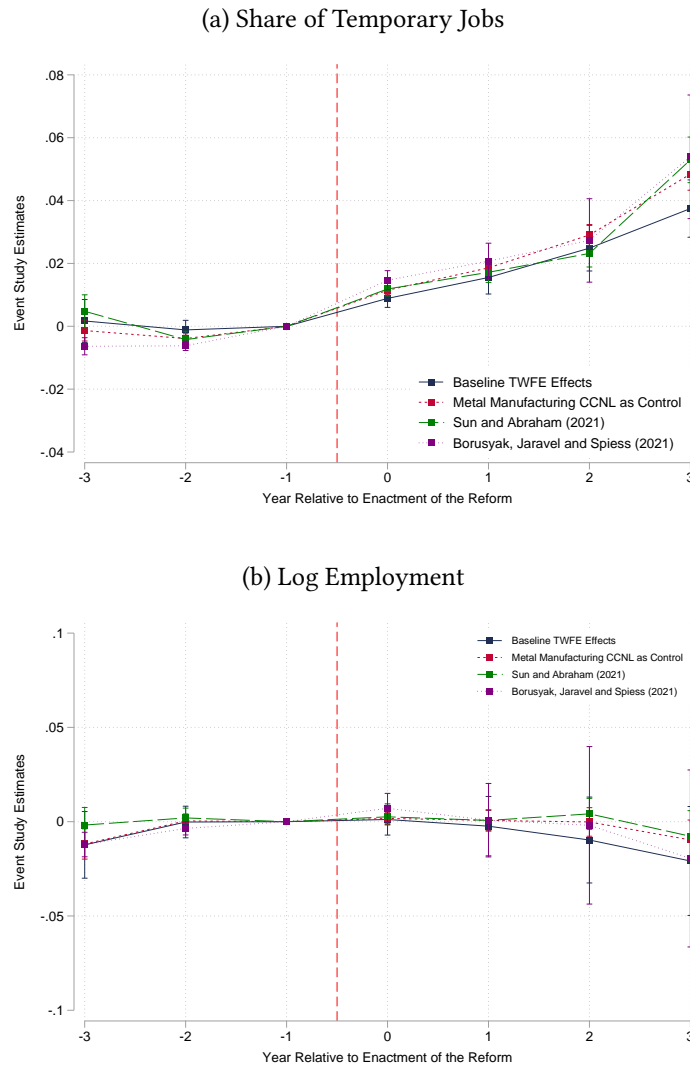 (a) Share of Temporary Jobs
.08
.06
.04
.02
0
-.02
-.04
Event Study Estimates
Baseline TWFE Effects
Metal Manufacturing CCNL as Control
Sun and Abraham (2021)
Borusyak, Jaravel and Spiess (2021)
-3 -2 -1 0 1 2 3
Year Relative to Enactment of the Reform
(b) Log Employment
.1
.05
0
-.05
-.1
Event Study Estimates
Baseline TWFE Effects
Metal Manufacturing CCNL as Control
Sun and Abraham (2021)
Borusyak, Jaravel and Spiess (2021)
-3 -2 -1 0 1 2 3
Year Relative to Enactment of the Reform